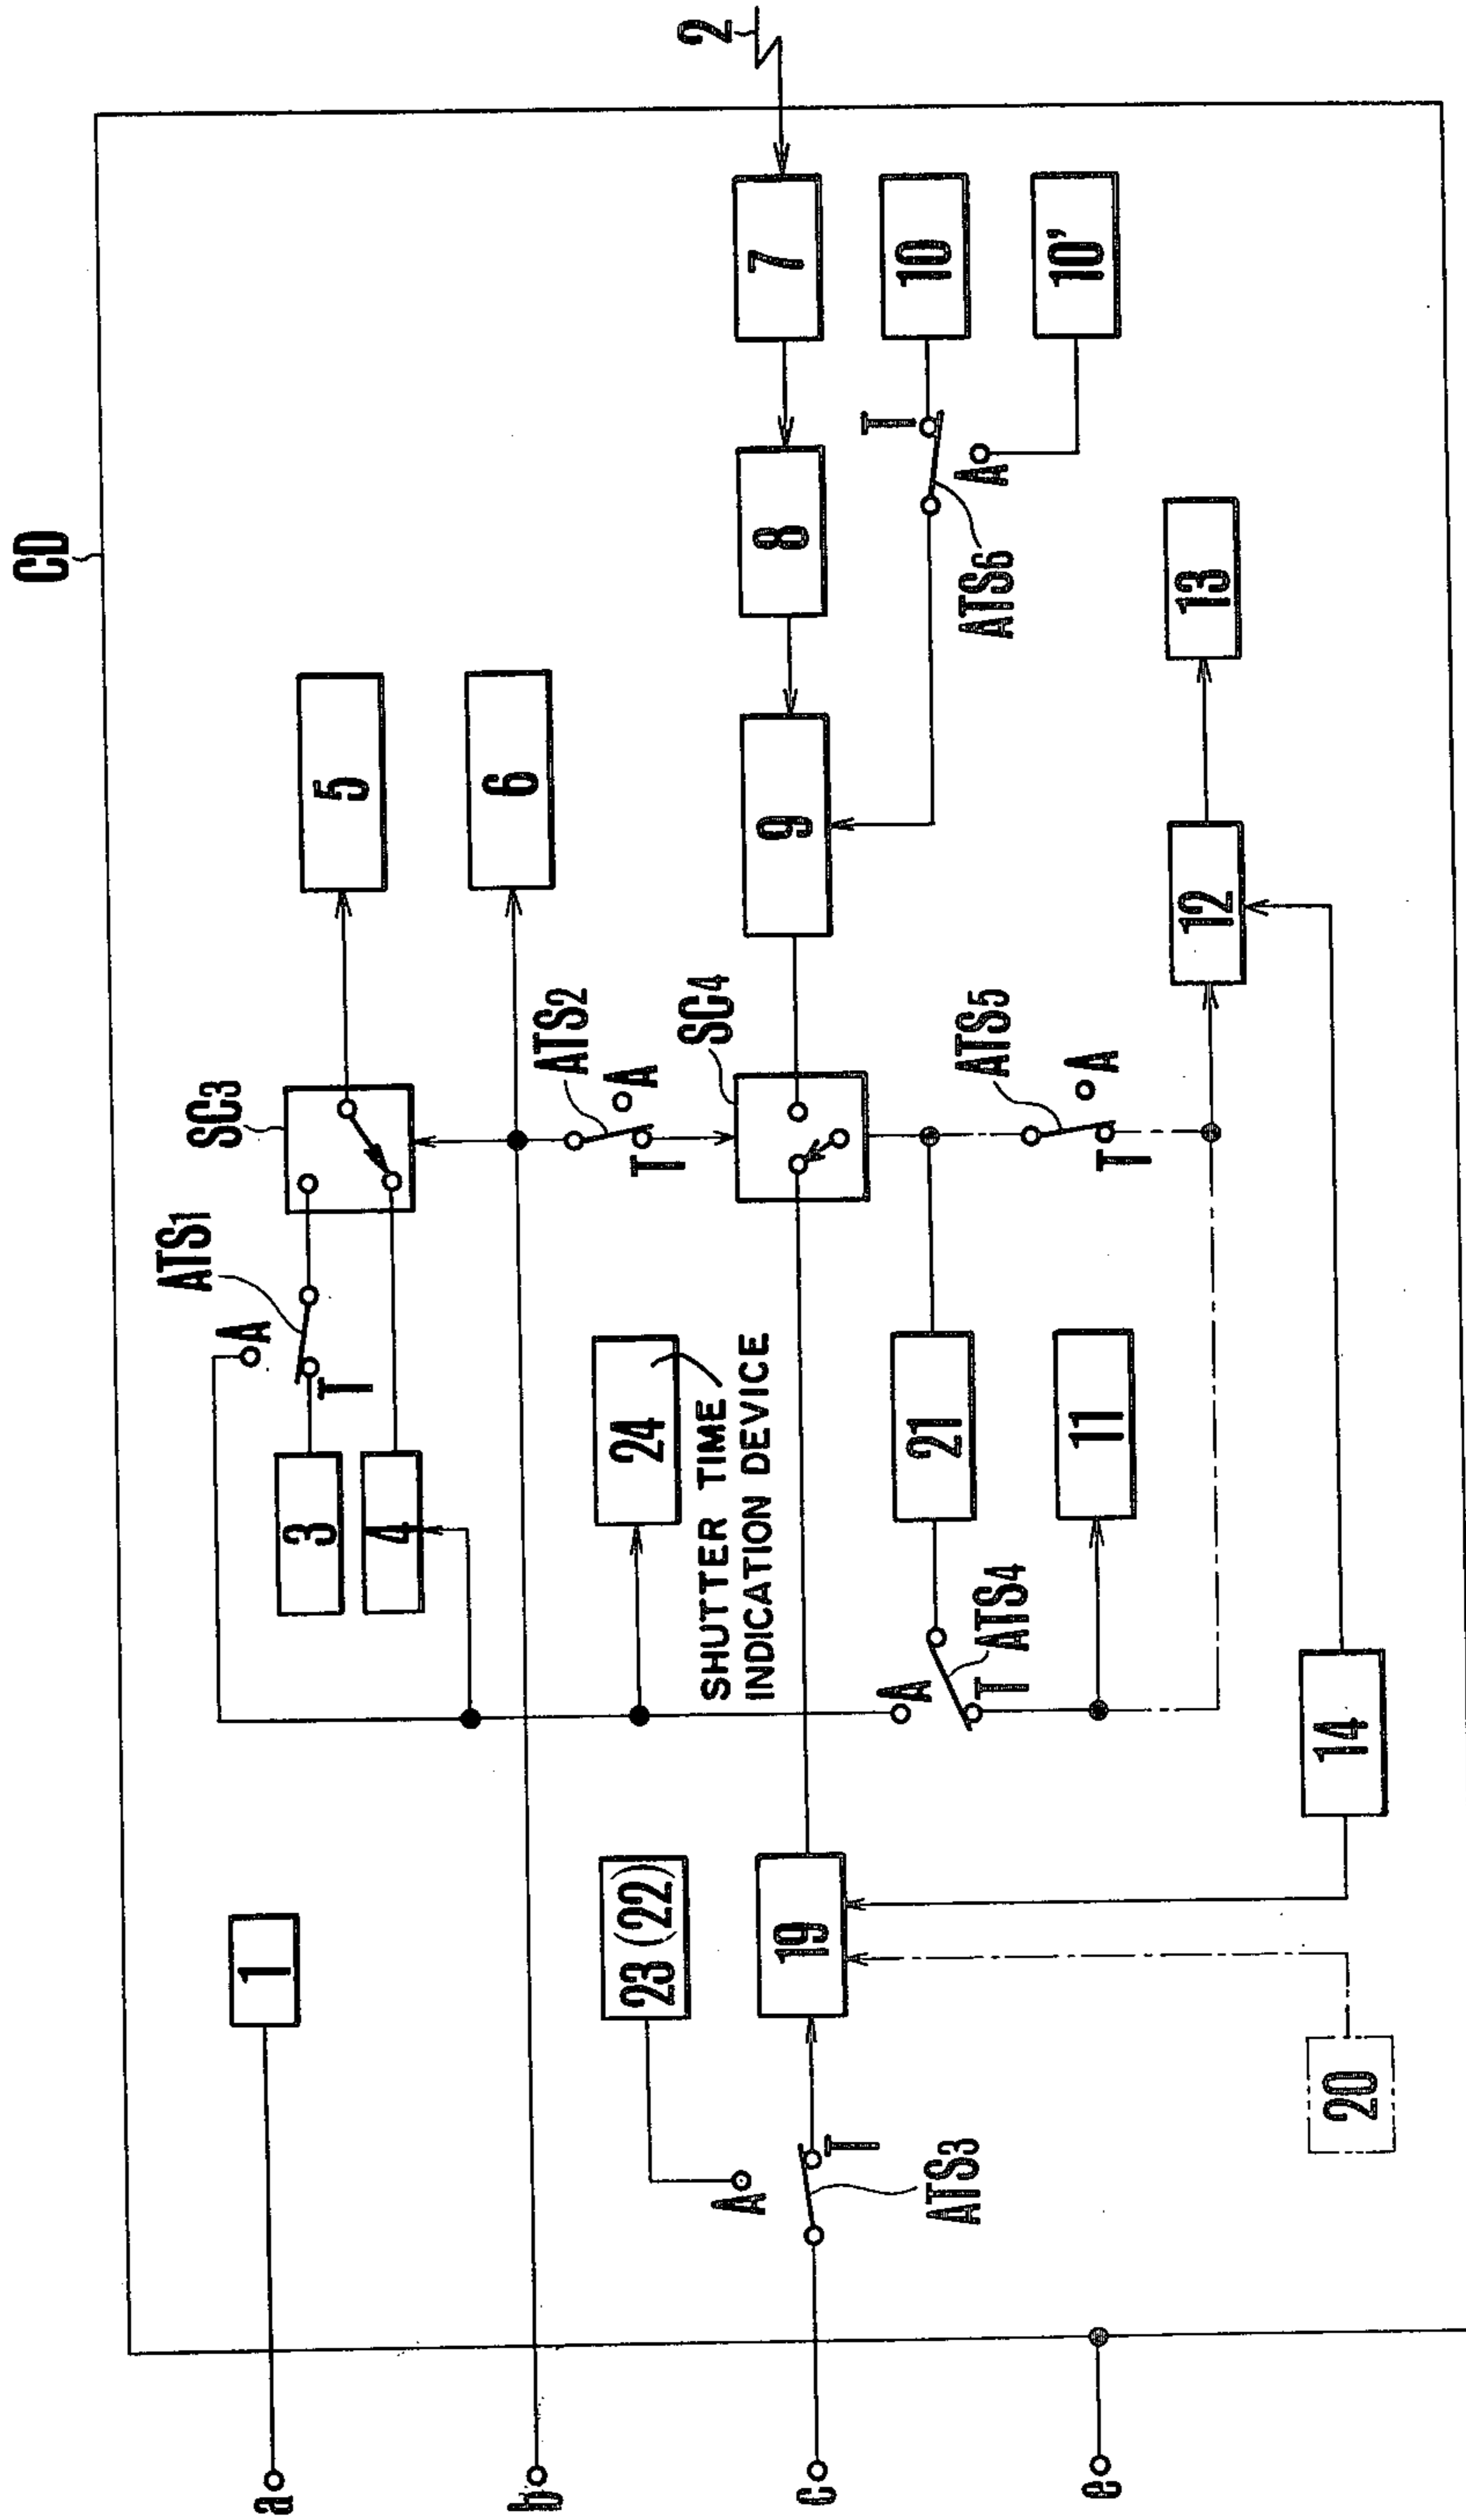 CD
2
SC3
5
ATS1
A
T
3
4
1
a
6
b
ATS2
A
T
24
SHUTTER TIME
INDICATION DEVICE
23 (22)
7
8
9
SC4
19
A
T
ATS3
c
10
T
A
ATS6
10'
21
A
T
ATS4
11
ATS5
A
T
e
13
12
14
20